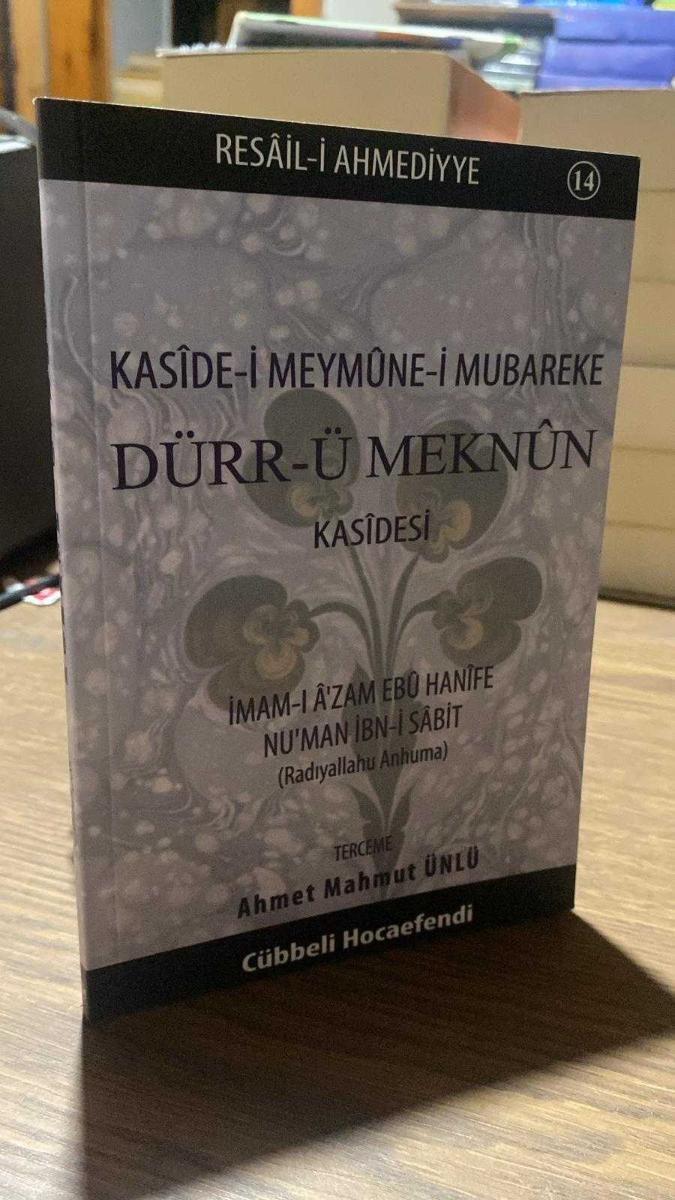 RESÂİL-İ AHMEDİYYE
14
KASÎDE-İ MEYMÛNE-İ MUBAREKE
DÜRR-Ü MEKNÛN
KASÎDESİ
İMAM-I Â'ZAM EBÛ HANÎFE
NU'MAN İBN-İ SÂBİT
(Radıyallahu Anhuma)
TERCEME
Ahmet Mahmut ÜNLÜ
Cübbeli Hocaefendi